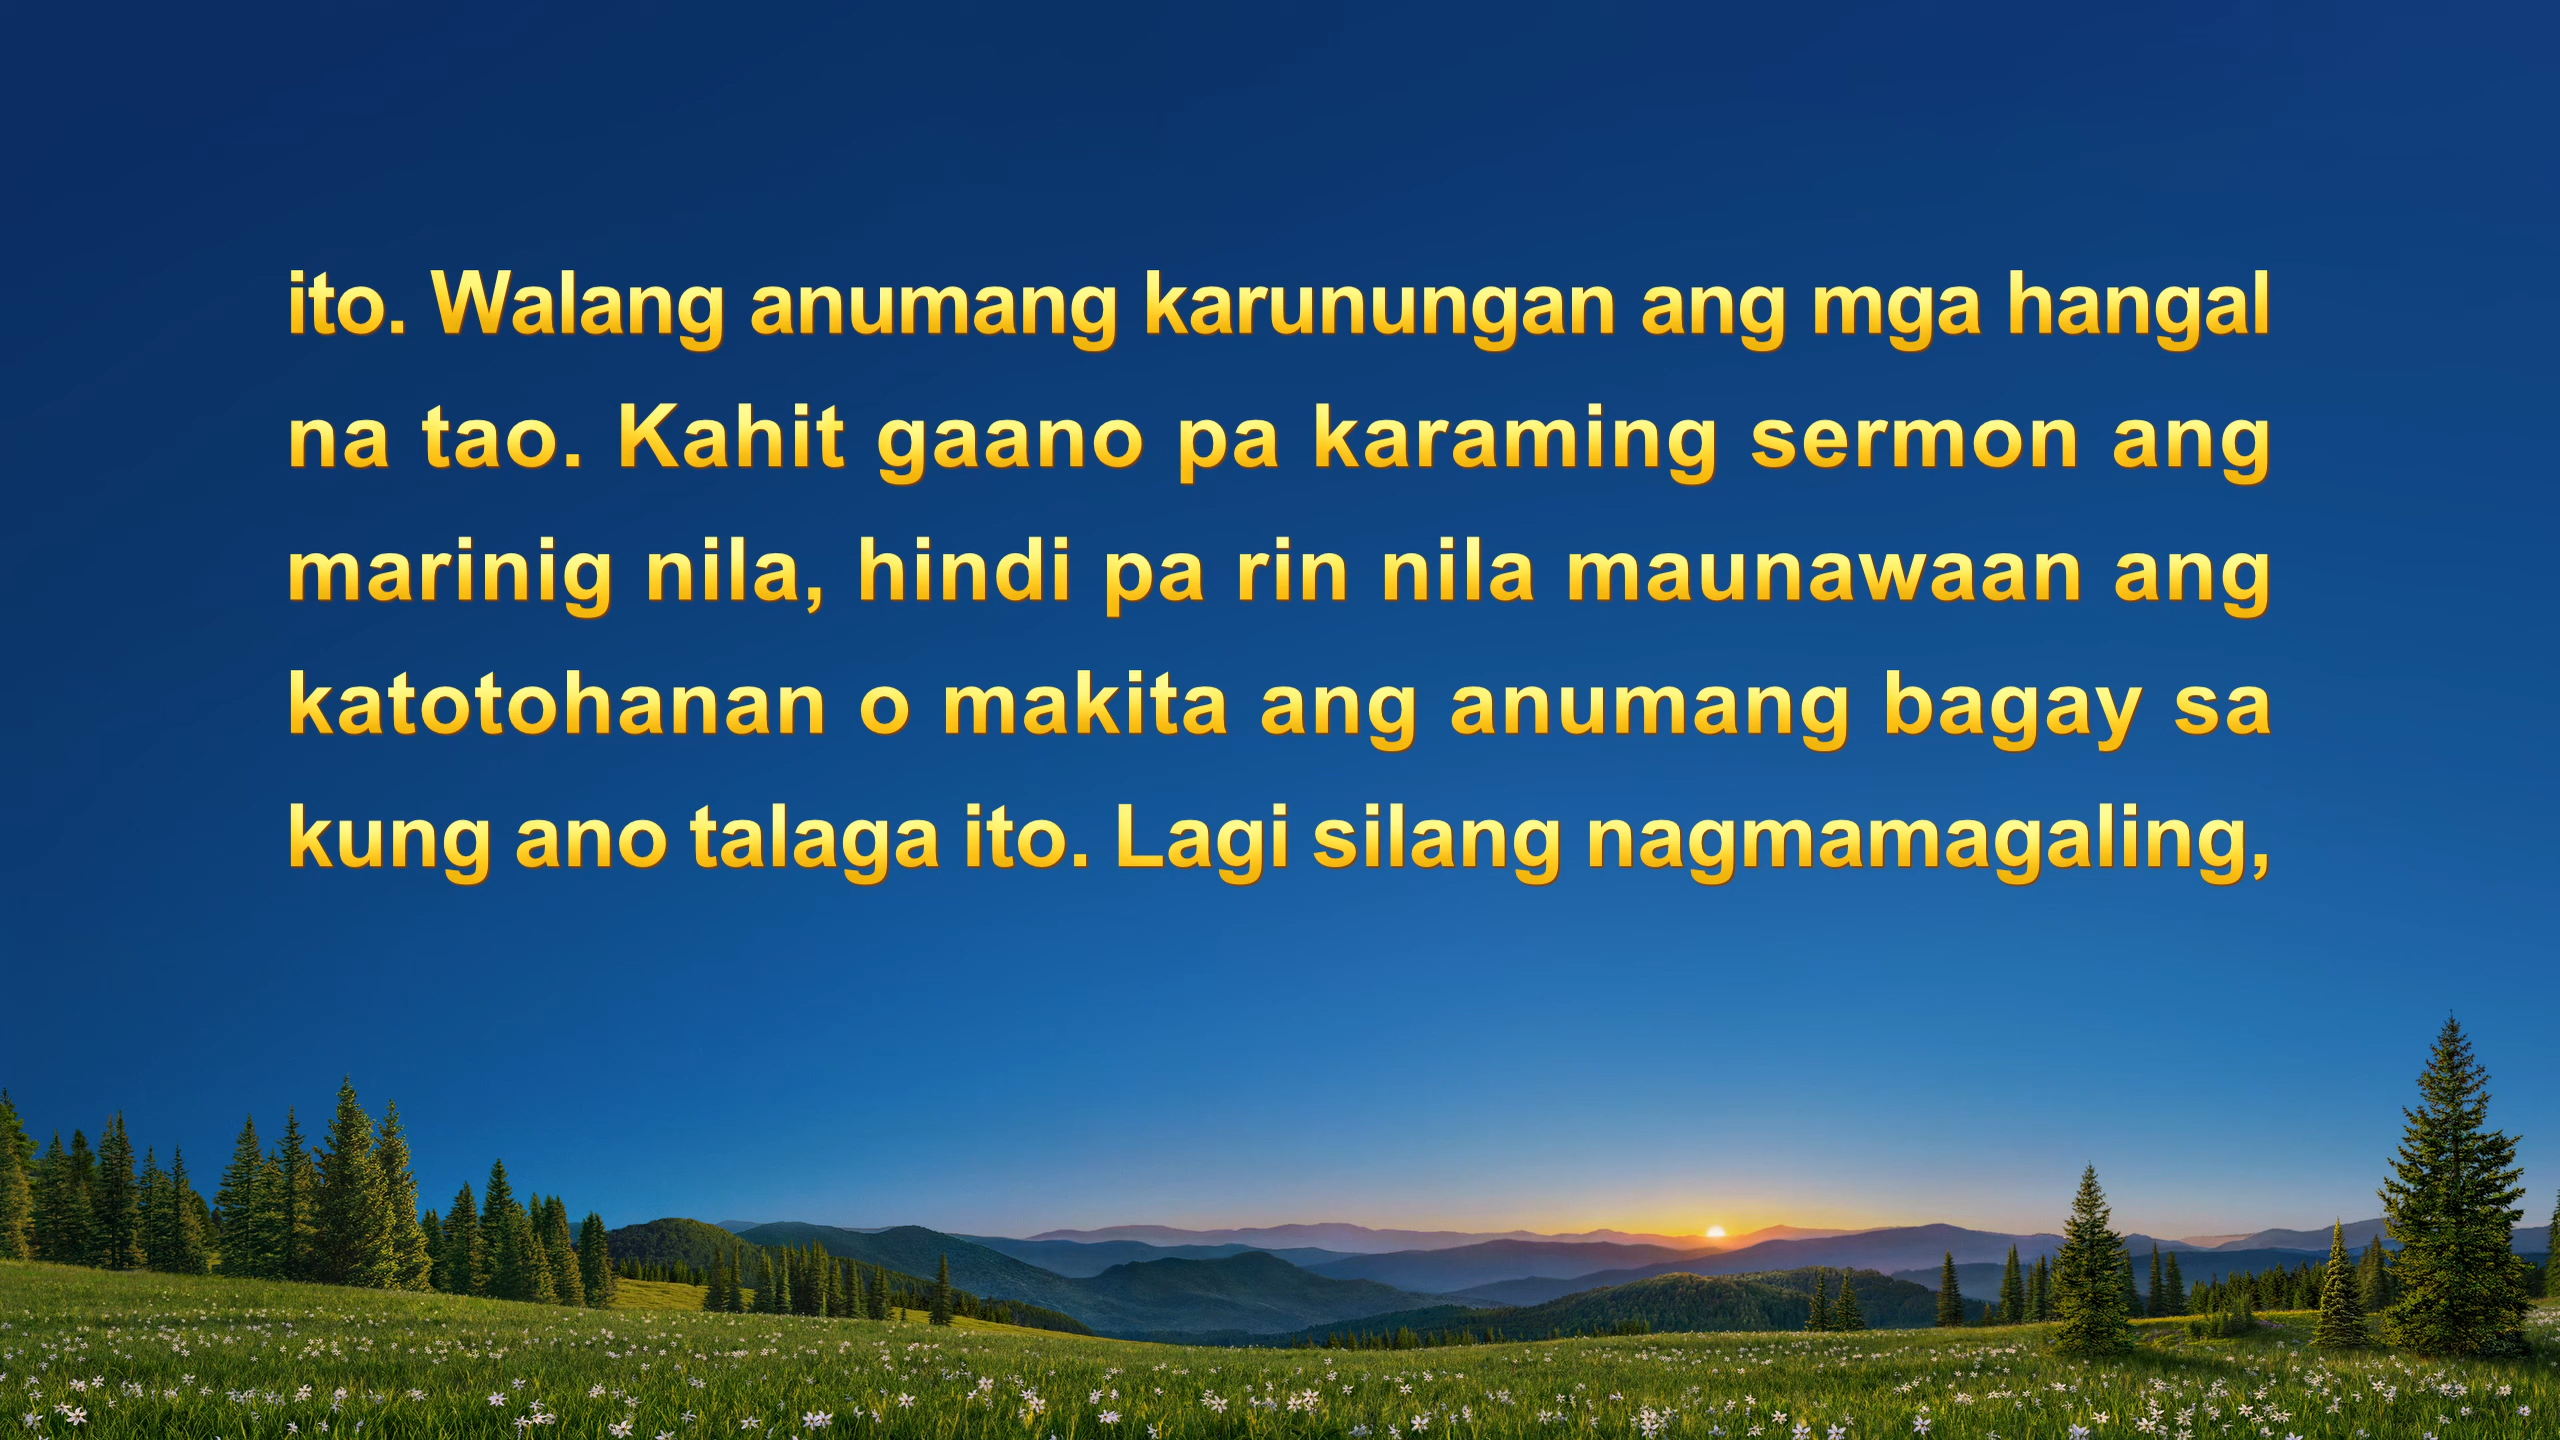 ito. Walang anumang karunungan ang mga hangal
na tao. Kahit gaano pa karaming sermon ang
marinig nila, hindi pa rin nila maunawaan ang
katotohanan o makita ang anumang bagay sa
kung ano talaga ito. Lagi silang nagmamagaling,